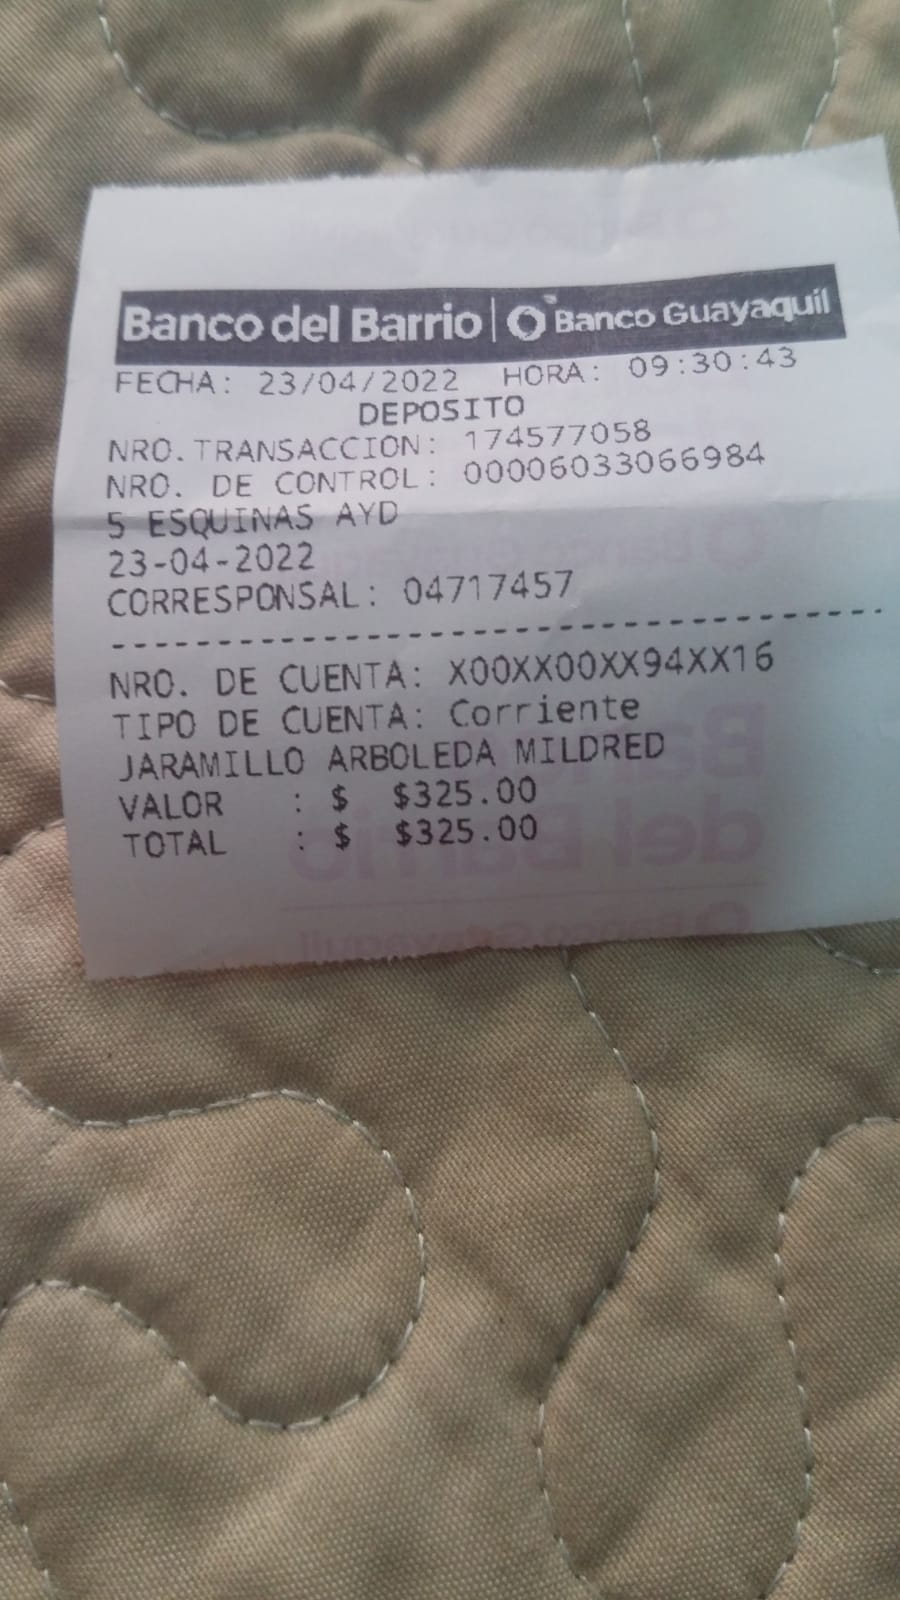 Banco del Barrio | Banco Guayaquil
FECHA: 23/04/2022 HORA: 09:30:43
DEPOSITO
NRO. TRANSACCION: 174577058
NRO. DE CONTROL: 00006033066984
5 ESQUINAS AYD
23-04-2022
CORRESPONSAL: 04717457
NRO. DE CUENTA: X00XX00XX94XX16
TIPO DE CUENTA: Corriente
JARAMILLO ARBOLEDA MILDRED
VALOR : $ $325.00
TOTAL : $ $325.00